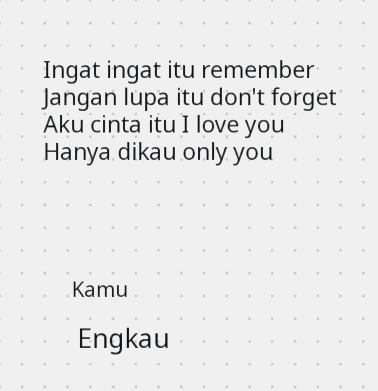 Ingat ingat itu remember
Jangan lupa itu don't forget
Aku cinta itu I love you
Hanya dikau only you
Kamu
Engkau